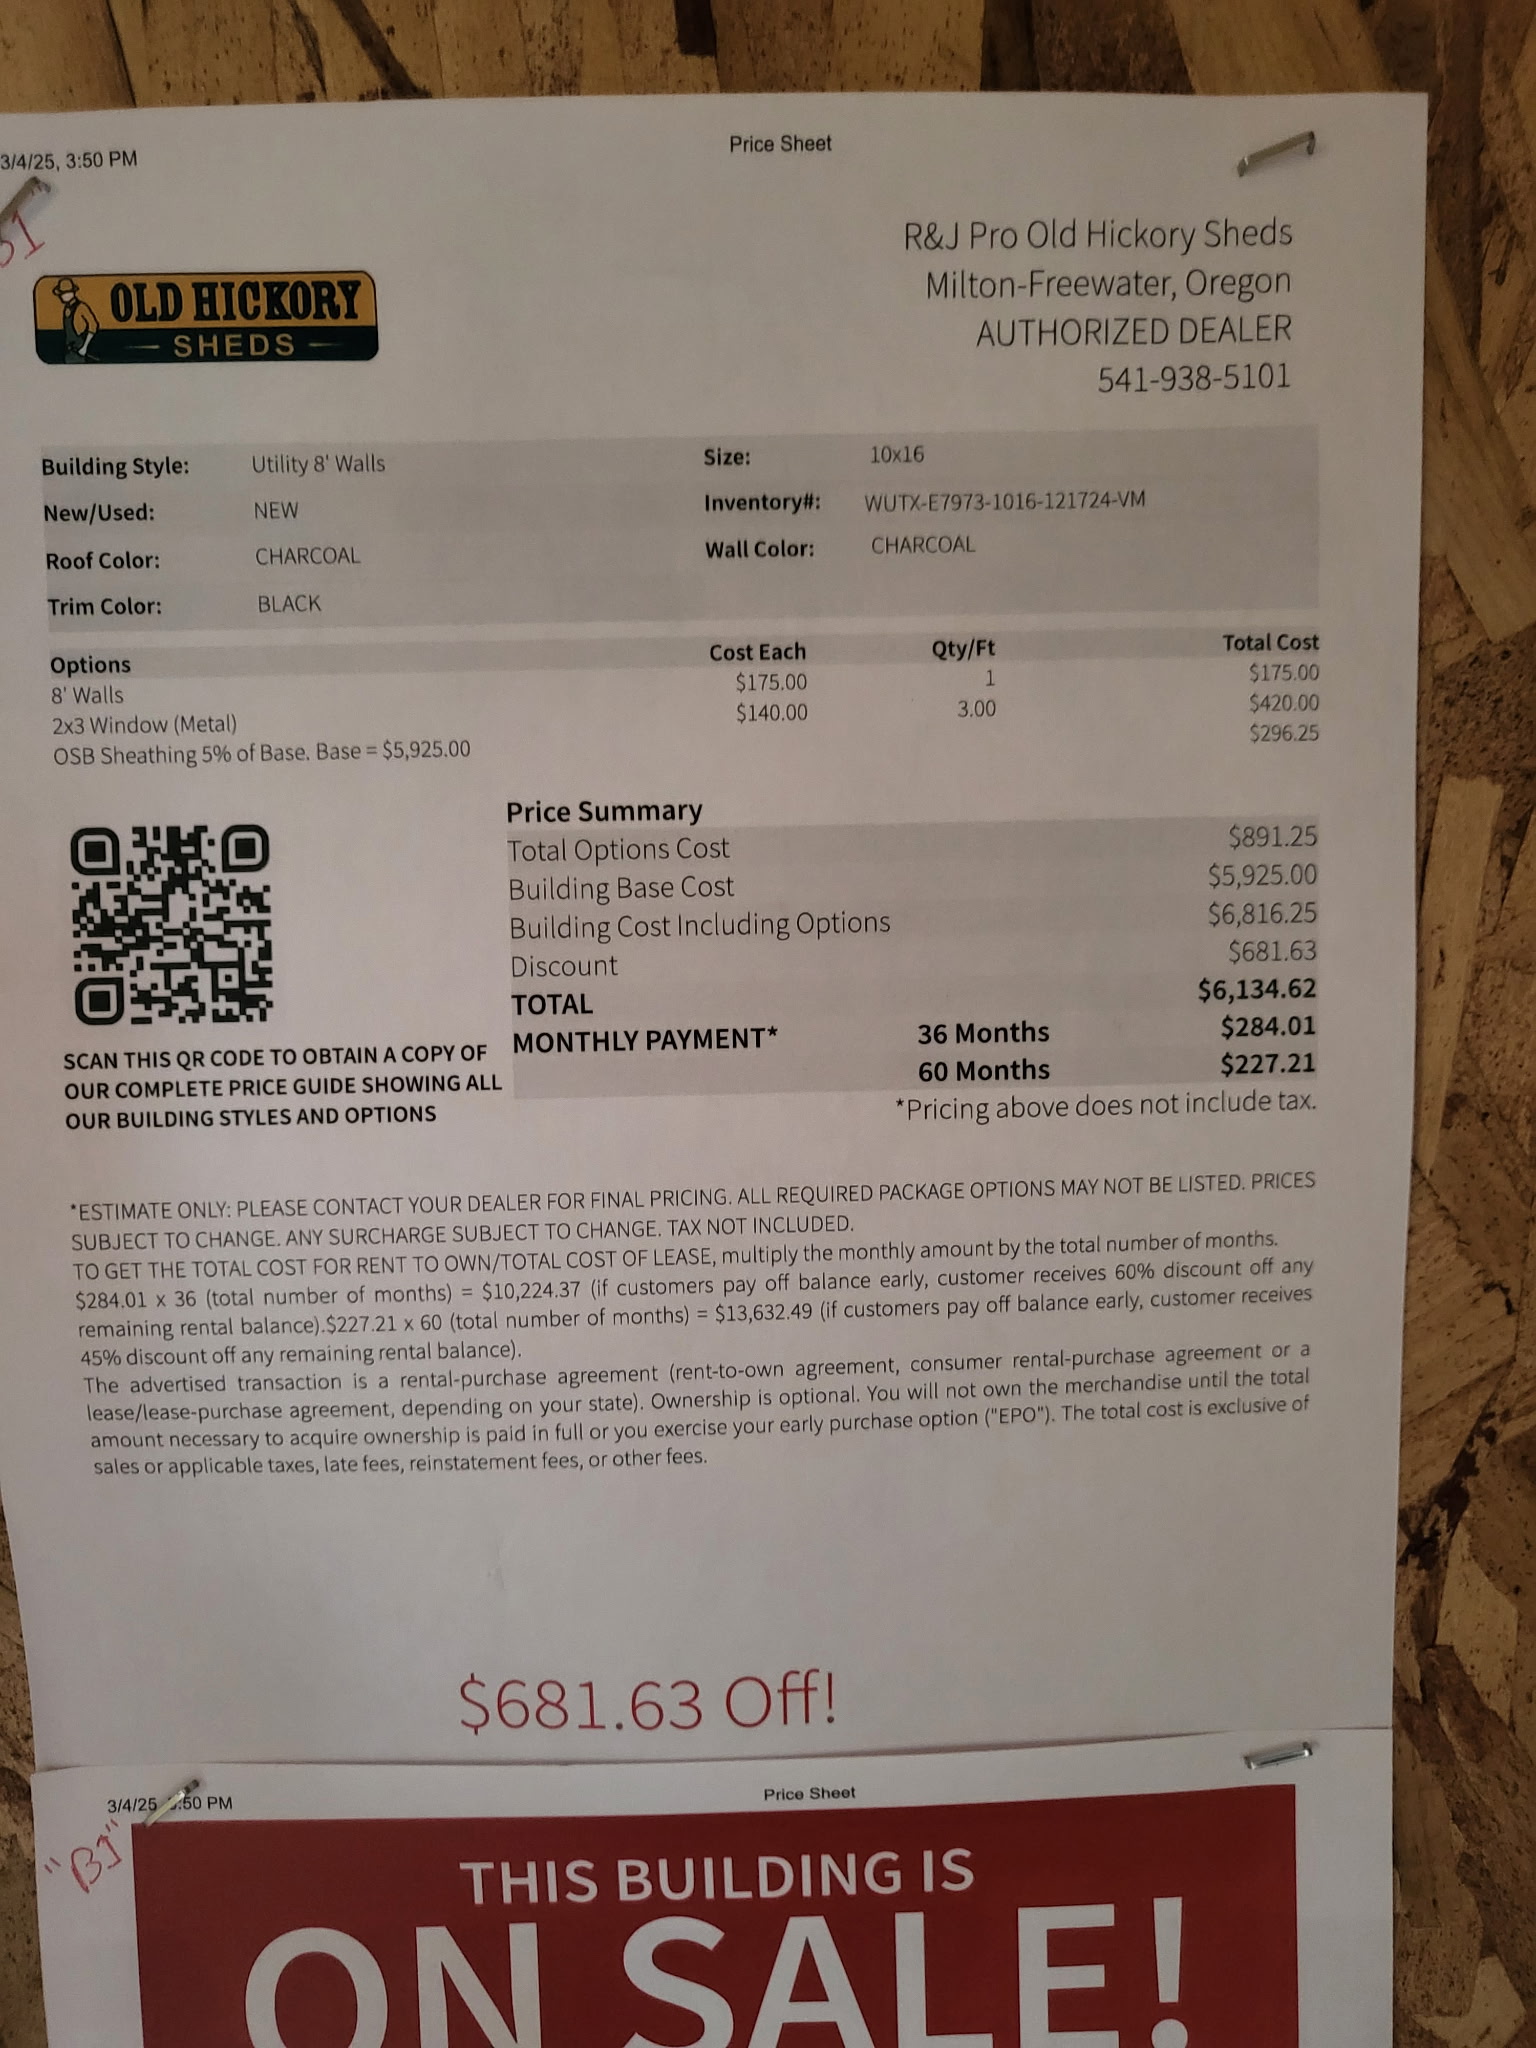 3/4/25, 3:50 PM
Price Sheet
OLD HICKORY
SHEDS
R&J Pro Old Hickory Sheds
Milton-Freewater, Oregon
AUTHORIZED DEALER
541-938-5101
Building Style: Utility 8' Walls Size: 10x16
New/Used: NEW Inventory#: WUTX-E7973-1016-121724-VM
Roof Color: CHARCOAL Wall Color: CHARCOAL
Trim Color: BLACK
Options Cost Each Qty/Ft Total Cost
8' Walls $175.00 1 $175.00
2x3 Window (Metal) $140.00 3.00 $420.00
OSB Sheathing 5% of Base. Base = $5,925.00 $296.25
Price Summary
Total Options Cost $891.25
Building Base Cost $5,925.00
Building Cost Including Options $6,816.25
Discount $681.63
TOTAL $6,134.62
MONTHLY PAYMENT* 36 Months $284.01
60 Months $227.21
*Pricing above does not include tax.
SCAN THIS QR CODE TO OBTAIN A COPY OF
OUR COMPLETE PRICE GUIDE SHOWING ALL
OUR BUILDING STYLES AND OPTIONS
*ESTIMATE ONLY: PLEASE CONTACT YOUR DEALER FOR FINAL PRICING. ALL REQUIRED PACKAGE OPTIONS MAY NOT BE LISTED. PRICES
SUBJECT TO CHANGE. ANY SURCHARGE SUBJECT TO CHANGE. TAX NOT INCLUDED.
TO GET THE TOTAL COST FOR RENT TO OWN/TOTAL COST OF LEASE, multiply the monthly amount by the total number of months.
$284.01 x 36 (total number of months) = $10,224.37 (if customers pay off balance early, customer receives 60% discount off any
remaining rental balance).$227.21 x 60 (total number of months) = $13,632.49 (if customers pay off balance early, customer receives
45% discount off any remaining rental balance).
The advertised transaction is a rental-purchase agreement (rent-to-own agreement, consumer rental-purchase agreement or a
lease/lease-purchase agreement, depending on your state). Ownership is optional. You will not own the merchandise until the total
amount necessary to acquire ownership is paid in full or you exercise your early purchase option ("EPO"). The total cost is exclusive of
sales or applicable taxes, late fees, reinstatement fees, or other fees.
$681.63 Off!
3/4/25 :50 PM
Price Sheet
THIS BUILDING IS
ON SALE!